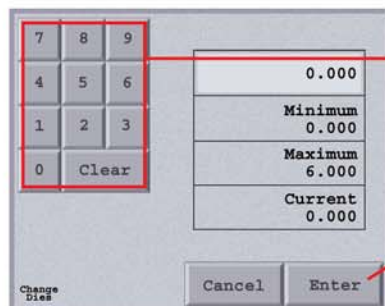 7 8 9
4 5 6
1 2 3
0 Clear
0.000
Minimum
0.000
Maximum
6.000
Current
0.000
Change
Dies
Cancel Enter